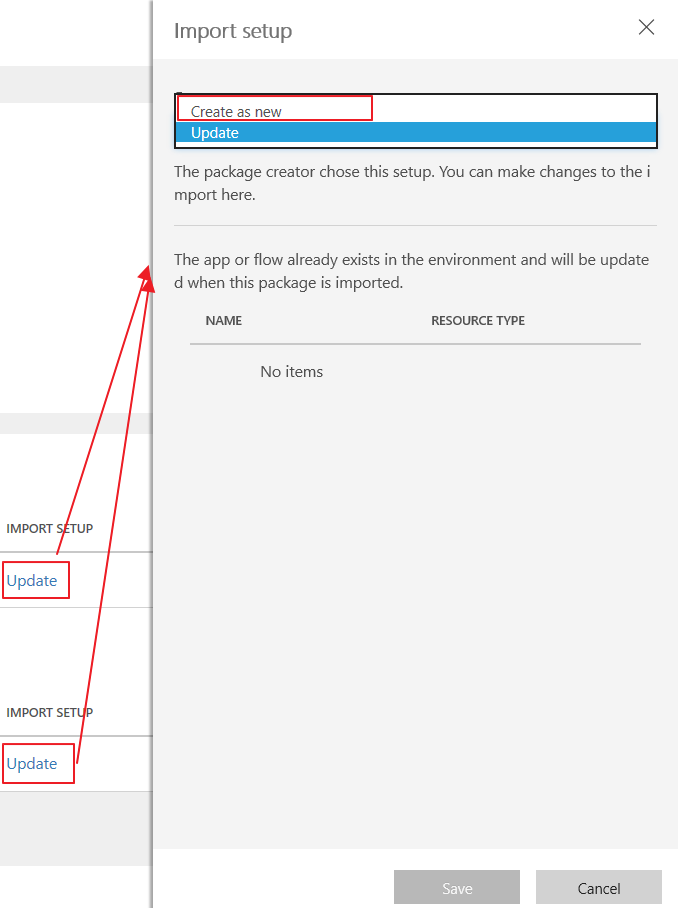 Import setup
Create as new
Update
The package creator chose this setup. You can make changes to the i
mport here.
The app or flow already exists in the environment and will be update
d when this package is imported.
NAME RESOURCE TYPE
No items
IMPORT SETUP
Update
IMPORT SETUP
Update
Save Cancel